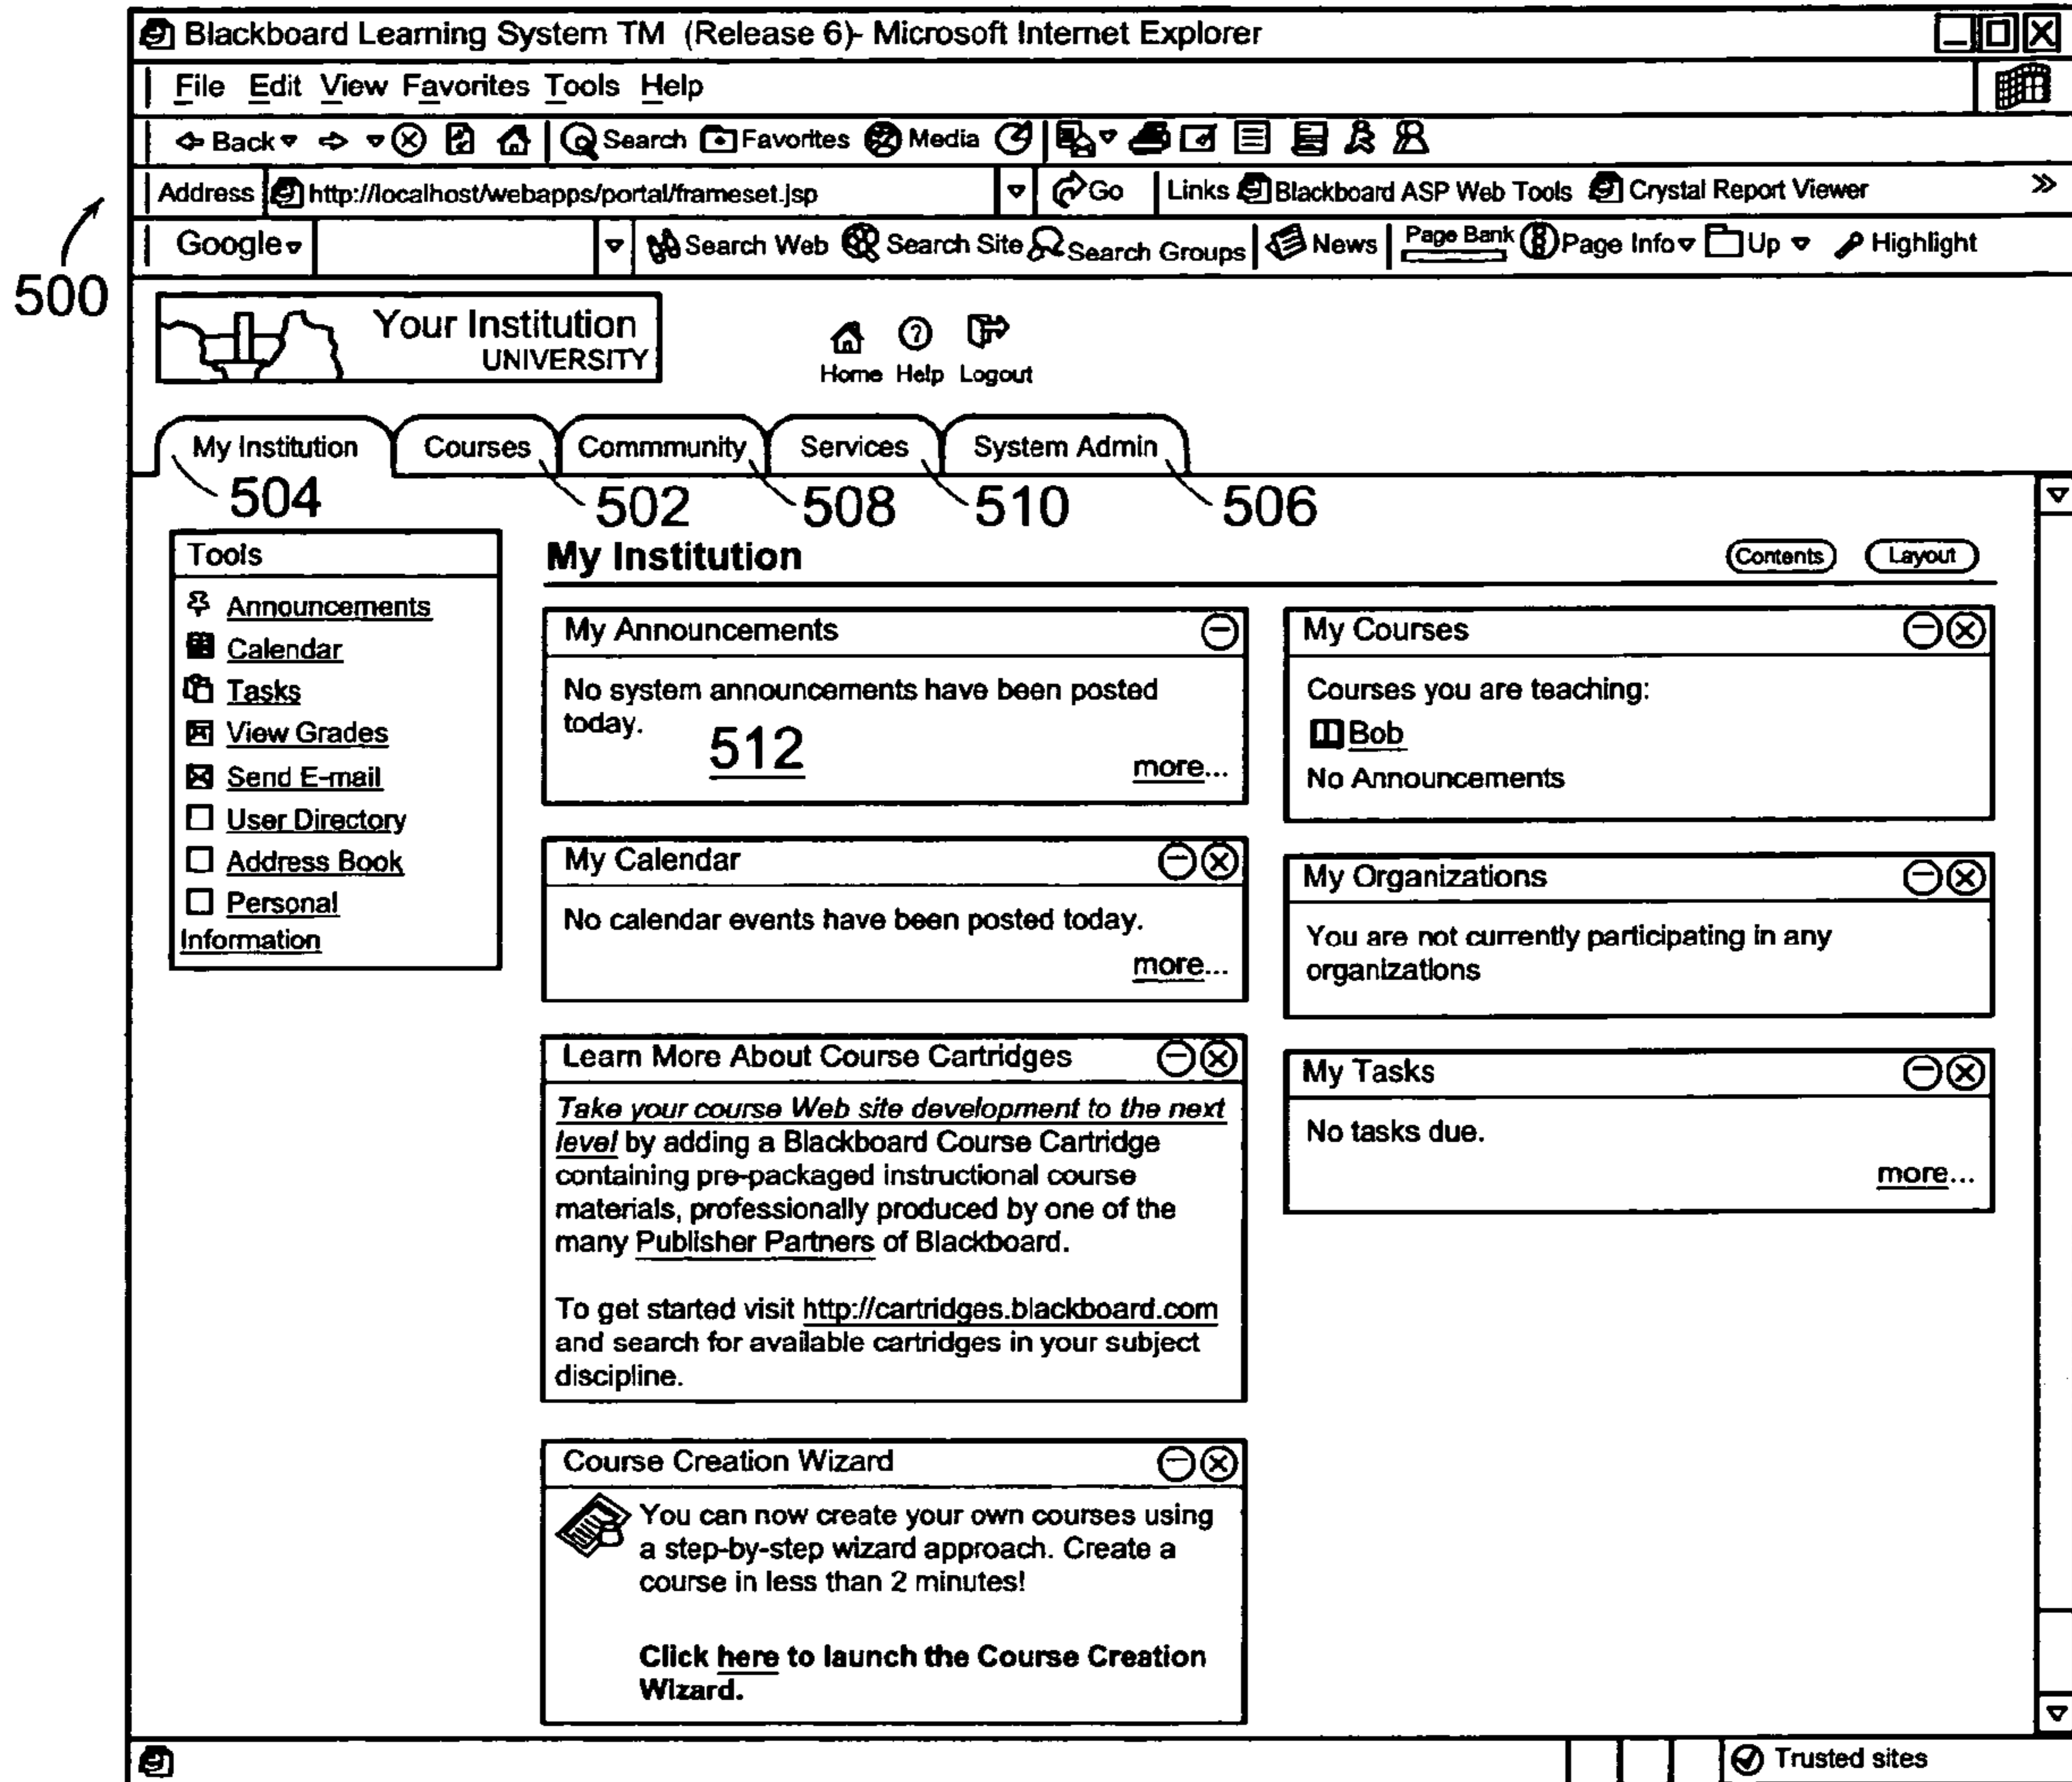 Blackboard Learning System TM (Release 6)- Microsoft Internet Explorer
File Edit View Favorites Tools Help
Back Search Favorites Media
Address http://localhost/webapps/portal/frameset.jsp Go Links Blackboard ASP Web Tools Crystal Report Viewer »
Google Search Web Search Site Search Groups News Page Bank Page Info Up Highlight
500
Your Institution
UNIVERSITY
Home Help Logout
My Institution Courses Commmunity Services System Admin
504 502 508 510 506
Tools
Announcements
Calendar
Tasks
View Grades
Send E-mail
User Directory
Address Book
Personal
Information
My Institution
Contents Layout
My Announcements
No system announcements have been posted
today.
512
more...
My Calendar
No calendar events have been posted today.
more...
Learn More About Course Cartridges
Take your course Web site development to the next
level by adding a Blackboard Course Cartridge
containing pre-packaged instructional course
materials, professionally produced by one of the
many Publisher Partners of Blackboard.
To get started visit http://cartridges.blackboard.com
and search for available cartridges in your subject
discipline.
Course Creation Wizard
You can now create your own courses using
a step-by-step wizard approach. Create a
course in less than 2 minutes!
Click here to launch the Course Creation
Wizard.
My Courses
Courses you are teaching:
Bob
No Announcements
My Organizations
You are not currently participating in any
organizations
My Tasks
No tasks due.
more...
Trusted sites